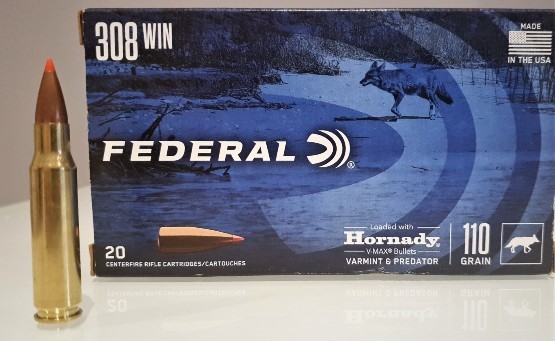 308 WIN
MADE
IN THE USA
FEDERAL ®
Loaded with
Hornady®
V-MAX® Bullets
VARMINT & PREDATOR
110
GRAIN
20
CENTERFIRE RIFLE CARTRIDGES/CARTOUCHES